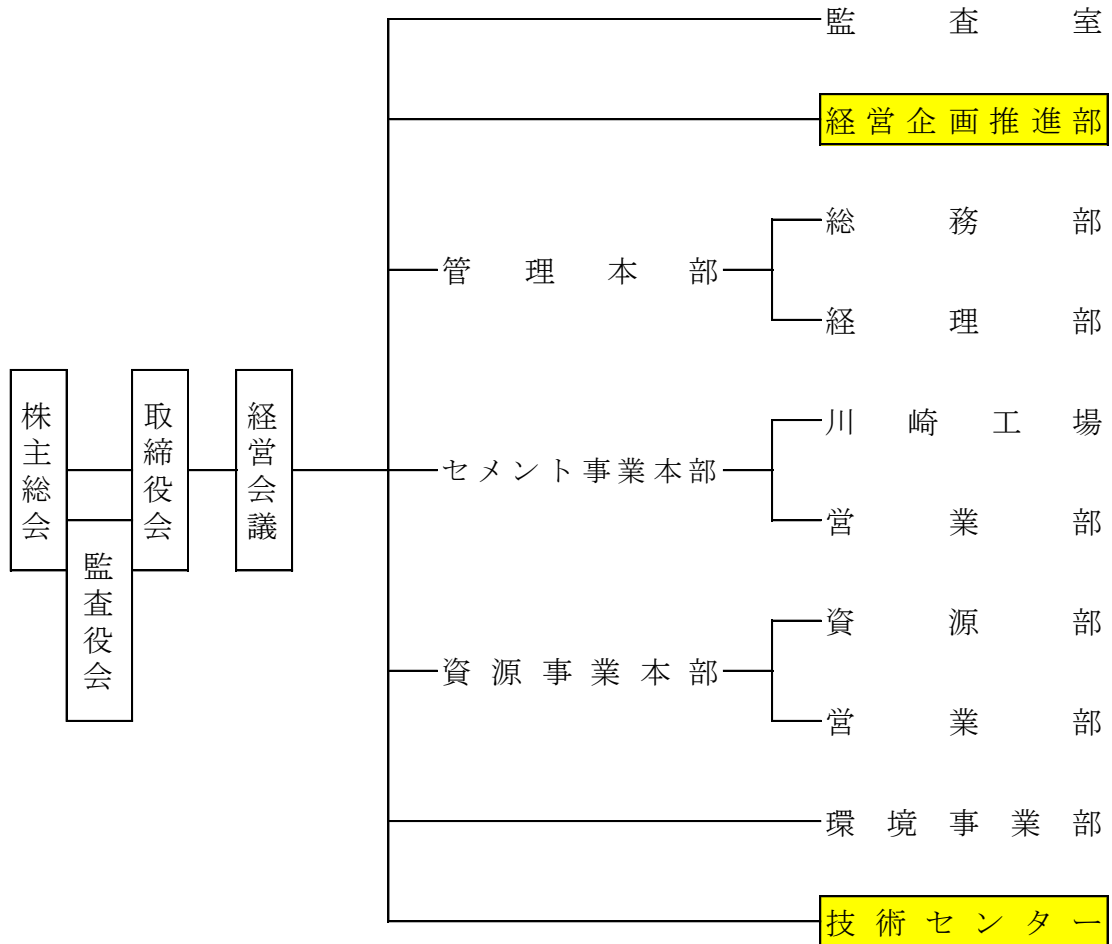 監査室
経営企画推進部
総務部
管理本部
経理部
株主総会
取締役会
経営会議
監査役会
川崎工場
セメント事業本部
営業部
資源部
資源事業本部
営業部
環境事業部
技術センター